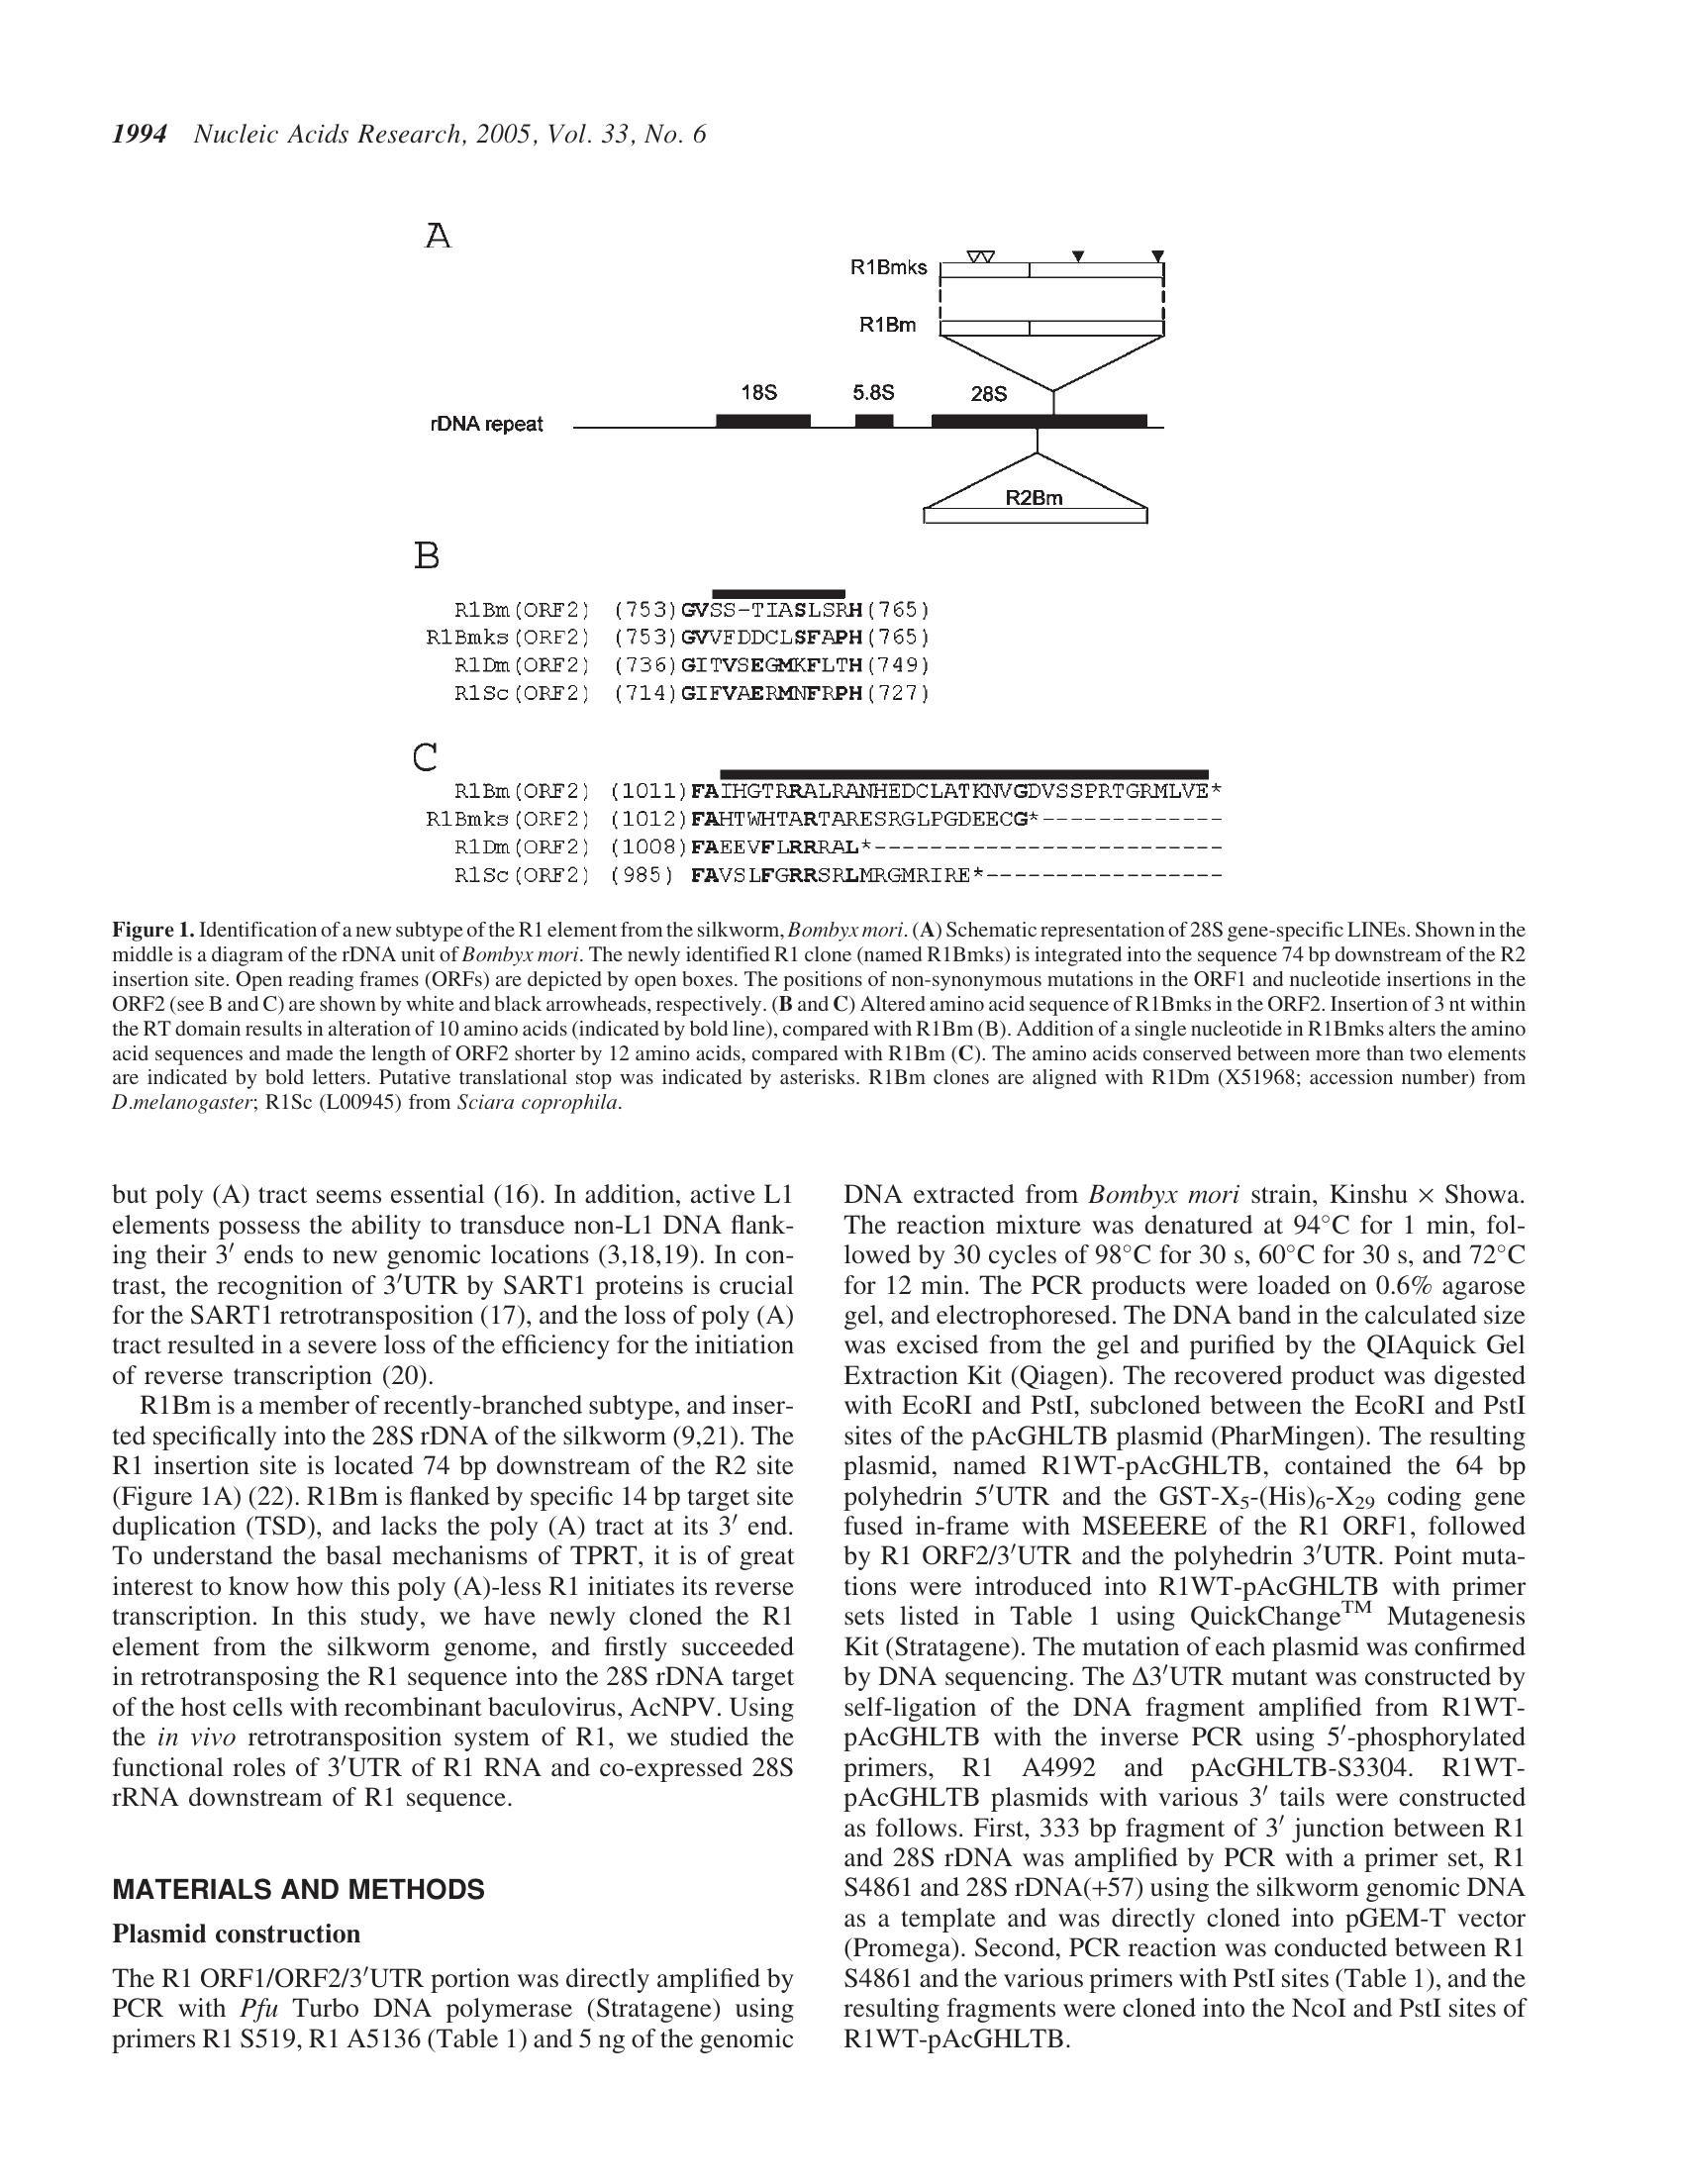 1994 Nucleic Acids Research, 2005, Vol. 33, No. 6
A
R1Bmks
R1Bm
18S 5.8S 28S
rDNA repeat
R2Bm
B
R1Bm(ORF2) (753)GVSS-TIASLSRH(765)
R1Bmks(ORF2) (753)GVVFDDCLSFAPH(765)
R1Dm(ORF2) (736)GITVSEGMKFLTH(749)
R1Sc(ORF2) (714)GIFVAERMNFRPH(727)
C
R1Bm(ORF2) (1011)FAIHGTRRALRANHEDCLATKNVGDVSSPRTGRMLVE*
R1Bmks(ORF2) (1012)FAHTWHTARTARESRGLPGDEECG*-------------
R1Dm(ORF2) (1008)FAEEVFLRRRAL*-------------------------
R1Sc(ORF2) (985) FAVSLFGRRSRLMRGMRIRE*-----------------
Figure 1. Identification of a new subtype of the R1 element from the silkworm, Bombyx mori. (A) Schematic representation of 28S gene-specific LINEs. Shown in the
middle is a diagram of the rDNA unit of Bombyx mori. The newly identified R1 clone (named R1Bmks) is integrated into the sequence 74 bp downstream of the R2
insertion site. Open reading frames (ORFs) are depicted by open boxes. The positions of non-synonymous mutations in the ORF1 and nucleotide insertions in the
ORF2 (see B and C) are shown by white and black arrowheads, respectively. (B and C) Altered amino acid sequence of R1Bmks in the ORF2. Insertion of 3 nt within
the RT domain results in alteration of 10 amino acids (indicated by bold line), compared with R1Bm (B). Addition of a single nucleotide in R1Bmks alters the amino
acid sequences and made the length of ORF2 shorter by 12 amino acids, compared with R1Bm (C). The amino acids conserved between more than two elements
are indicated by bold letters. Putative translational stop was indicated by asterisks. R1Bm clones are aligned with R1Dm (X51968; accession number) from
D.melanogaster; R1Sc (L00945) from Sciara coprophila.
but poly (A) tract seems essential (16). In addition, active L1
elements possess the ability to transduce non-L1 DNA flank-
ing their 3′ ends to new genomic locations (3,18,19). In con-
trast, the recognition of 3′UTR by SART1 proteins is crucial
for the SART1 retrotransposition (17), and the loss of poly (A)
tract resulted in a severe loss of the efficiency for the initiation
of reverse transcription (20).
R1Bm is a member of recently-branched subtype, and inser-
ted specifically into the 28S rDNA of the silkworm (9,21). The
R1 insertion site is located 74 bp downstream of the R2 site
(Figure 1A) (22). R1Bm is flanked by specific 14 bp target site
duplication (TSD), and lacks the poly (A) tract at its 3′ end.
To understand the basal mechanisms of TPRT, it is of great
interest to know how this poly (A)-less R1 initiates its reverse
transcription. In this study, we have newly cloned the R1
element from the silkworm genome, and firstly succeeded
in retrotransposing the R1 sequence into the 28S rDNA target
of the host cells with recombinant baculovirus, AcNPV. Using
the in vivo retrotransposition system of R1, we studied the
functional roles of 3′UTR of R1 RNA and co-expressed 28S
rRNA downstream of R1 sequence.
MATERIALS AND METHODS
Plasmid construction
The R1 ORF1/ORF2/3′UTR portion was directly amplified by
PCR with Pfu Turbo DNA polymerase (Stratagene) using
primers R1 S519, R1 A5136 (Table 1) and 5 ng of the genomic
DNA extracted from Bombyx mori strain, Kinshu × Showa.
The reaction mixture was denatured at 94°C for 1 min, fol-
lowed by 30 cycles of 98°C for 30 s, 60°C for 30 s, and 72°C
for 12 min. The PCR products were loaded on 0.6% agarose
gel, and electrophoresed. The DNA band in the calculated size
was excised from the gel and purified by the QIAquick Gel
Extraction Kit (Qiagen). The recovered product was digested
with EcoRI and PstI, subcloned between the EcoRI and PstI
sites of the pAcGHLTB plasmid (PharMingen). The resulting
plasmid, named R1WT-pAcGHLTB, contained the 64 bp
polyhedrin 5′UTR and the GST-X5-(His)6-X29 coding gene
fused in-frame with MSEEERE of the R1 ORF1, followed
by R1 ORF2/3′UTR and the polyhedrin 3′UTR. Point muta-
tions were introduced into R1WT-pAcGHLTB with primer
sets listed in Table 1 using QuickChange™ Mutagenesis
Kit (Stratagene). The mutation of each plasmid was confirmed
by DNA sequencing. The Δ3′UTR mutant was constructed by
self-ligation of the DNA fragment amplified from R1WT-
pAcGHLTB with the inverse PCR using 5′-phosphorylated
primers, R1 A4992 and pAcGHLTB-S3304. R1WT-
pAcGHLTB plasmids with various 3′ tails were constructed
as follows. First, 333 bp fragment of 3′ junction between R1
and 28S rDNA was amplified by PCR with a primer set, R1
S4861 and 28S rDNA(+57) using the silkworm genomic DNA
as a template and was directly cloned into pGEM-T vector
(Promega). Second, PCR reaction was conducted between R1
S4861 and the various primers with PstI sites (Table 1), and the
resulting fragments were cloned into the NcoI and PstI sites of
R1WT-pAcGHLTB.